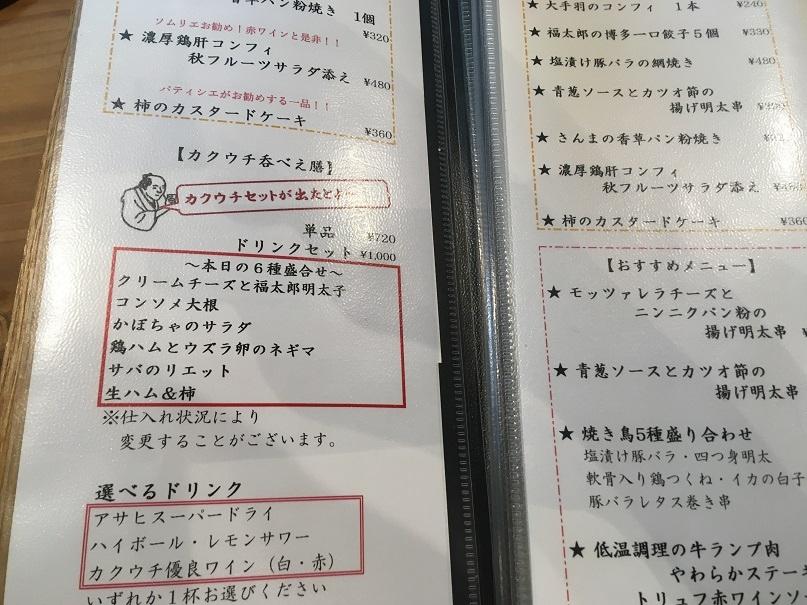 香草パン粉焼き 1個
¥320
ソムリエお勧め!赤ワインと是非!!
★ 濃厚鶏肝コンフィ
秋フルーツサラダ添え ¥480
パティシエがお勧めする一品!!
★ 柿のカスタードケーキ
¥360
【カクウチ呑べえ膳】
カクウチセットが出たとよ
単品 ¥720
ドリンクセット ¥1,000
～本日の6種盛合せ～
クリームチーズと福太郎明太子
コンソメ大根
かぼちゃのサラダ
鶏ハムとウズラ卵のネギマ
サバのリエット
生ハム&柿
※仕入れ状況により
変更することがございます。
選べるドリンク
アサヒスーパードライ
ハイボール・レモンサワー
カクウチ優良ワイン(白・赤)
いずれか1杯お選びください
★ 大手羽のコンフィ 1本 ¥240
★ 福太郎の博多一口餃子5個 ¥330
★ 塩漬け豚バラの網焼き ¥480
★ 青葱ソースとカツオ節の
揚げ明太串
★ さんまの香草パン粉焼き
★ 濃厚鶏肝コンフィ
秋フルーツサラダ添え ¥480
★ 柿のカスタードケーキ ¥360
【おすすめメニュー】
★ モッツァレラチーズと
ニンニクパン粉の
揚げ明太串 ¥
★ 青葱ソースとカツオ節の
揚げ明太串
★ 焼き鳥5種盛り合わせ
塩漬け豚バラ・四つ身明太
軟骨入り鶏つくね・イカの白子
豚バラレタス巻き串
★ 低温調理の牛ランプ肉
やわらかステーキ
トリュフ赤ワインソ